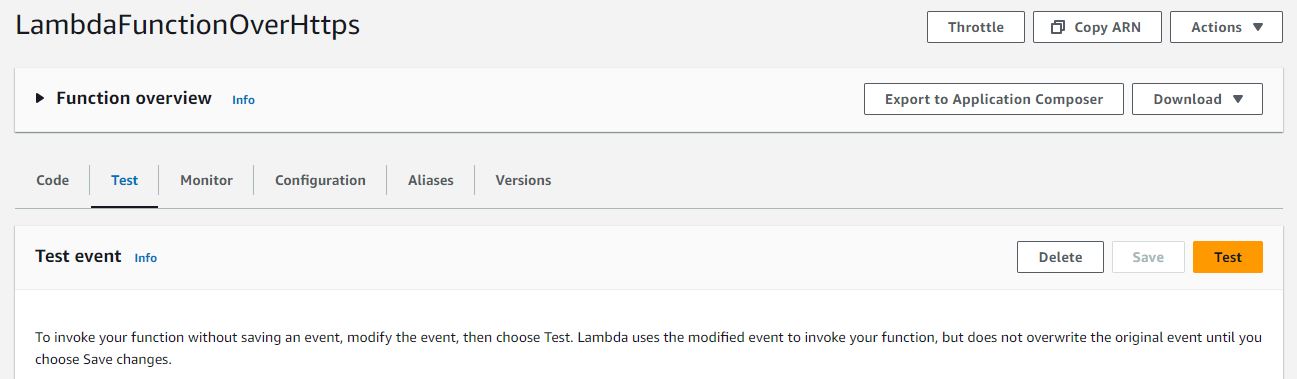 LambdaFunctionOverHttps
Throttle
Copy ARN
Actions
Function overview Info
Export to Application Composer
Download
Code
Test
Monitor
Configuration
Aliases
Versions
Test event Info
Delete
Save
Test
To invoke your function without saving an event, modify the event, then choose Test. Lambda uses the modified event to invoke your function, but does not overwrite the original event until you
choose Save changes.